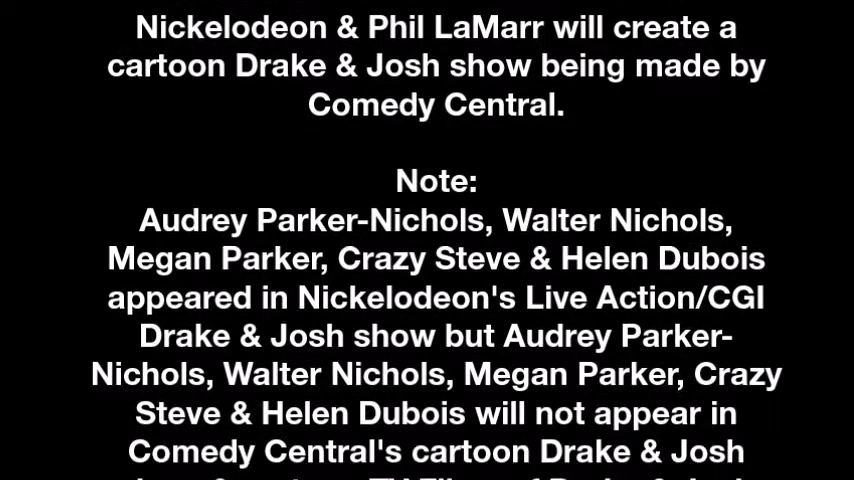 Nickelodeon & Phil LaMarr will create a
cartoon Drake & Josh show being made by
Comedy Central.
Note:
Audrey Parker-Nichols, Walter Nichols,
Megan Parker, Crazy Steve & Helen Dubois
appeared in Nickelodeon's Live Action/CGI
Drake & Josh show but Audrey Parker-
Nichols, Walter Nichols, Megan Parker, Crazy
Steve & Helen Dubois will not appear in
Comedy Central's cartoon Drake & Josh